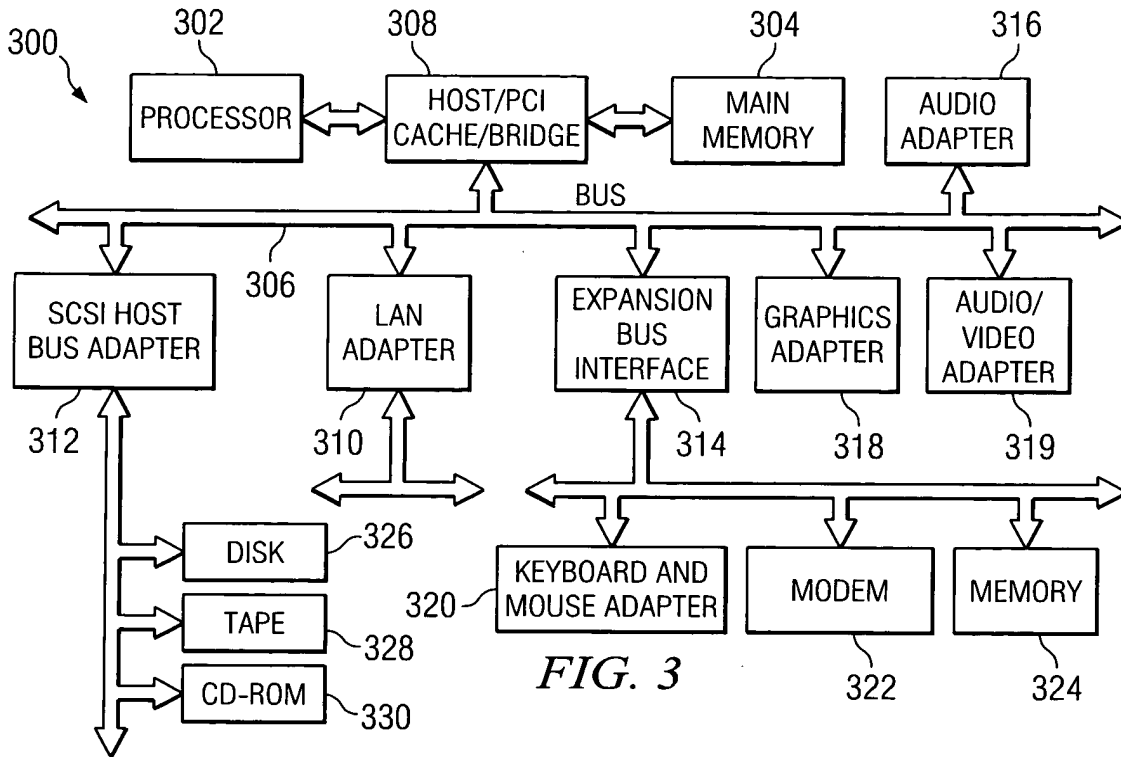 300
302
308
304
316
PROCESSOR
HOST/PCI
CACHE/BRIDGE
MAIN
MEMORY
AUDIO
ADAPTER
BUS
306
SCSI HOST
BUS ADAPTER
LAN
ADAPTER
EXPANSION
BUS
INTERFACE
GRAPHICS
ADAPTER
AUDIO/
VIDEO
ADAPTER
312
310
314
318
319
DISK
326
TAPE
328
CD-ROM
330
320
KEYBOARD AND
MOUSE ADAPTER
MODEM
MEMORY
322
324
FIG. 3